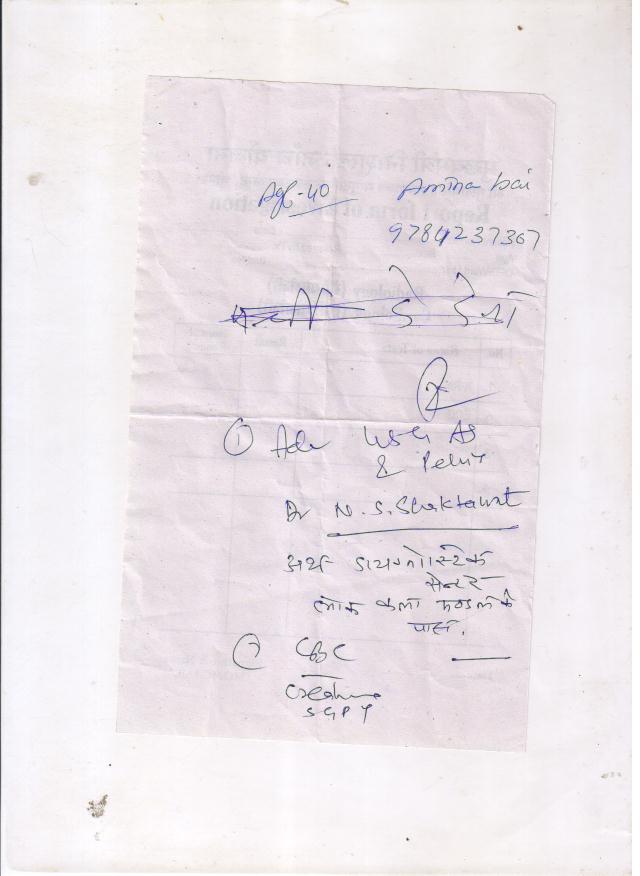 Age-40 Amina bai
9784237367
① Adv USG Ab
& Pelvis
Dr N.S. Shaktawat
अर्थ डायग्नोस्टिक
सेन्टर
लोक कला मण्डल के
पास.
CBC
Creatinine
SGPT